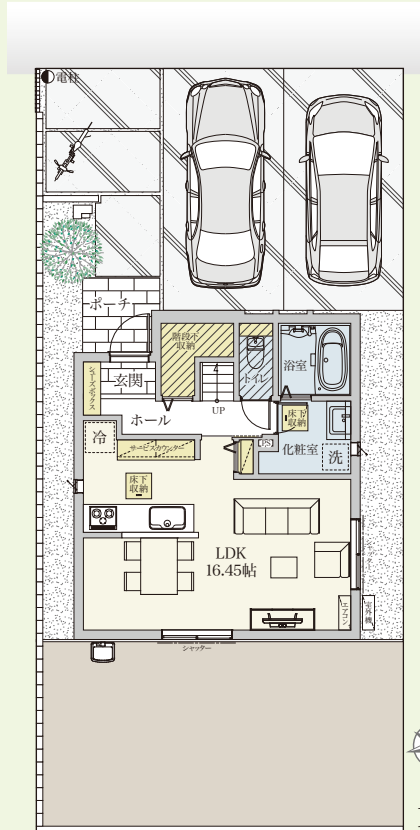 電柱
ポーチ
階段下
収納
トイレ
浴室
シューズボックス
玄関
ホール
UP
床下
収納
冷
サービスカウンター
PS
化粧室
洗
床下
収納
LDK
16.45帖
シャッター
エアコン
室外機
シャッター